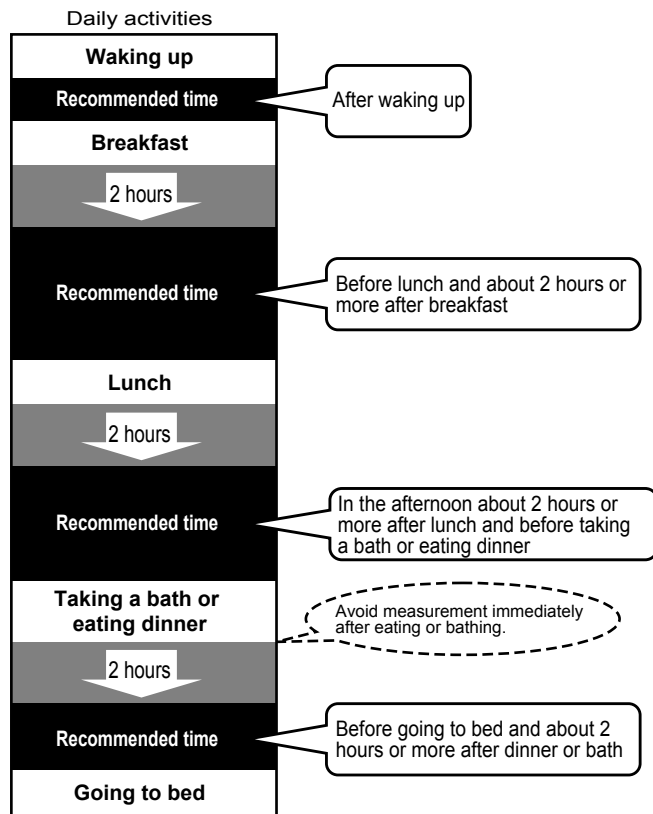 Daily activities
Waking up
Recommended time
After waking up
Breakfast
2 hours
Recommended time
Before lunch and about 2 hours or
more after breakfast
Lunch
2 hours
Recommended time
In the afternoon about 2 hours or
more after lunch and before taking
a bath or eating dinner
Taking a bath or
eating dinner
Avoid measurement immediately
after eating or bathing.
2 hours
Recommended time
Before going to bed and about 2
hours or more after dinner or bath
Going to bed